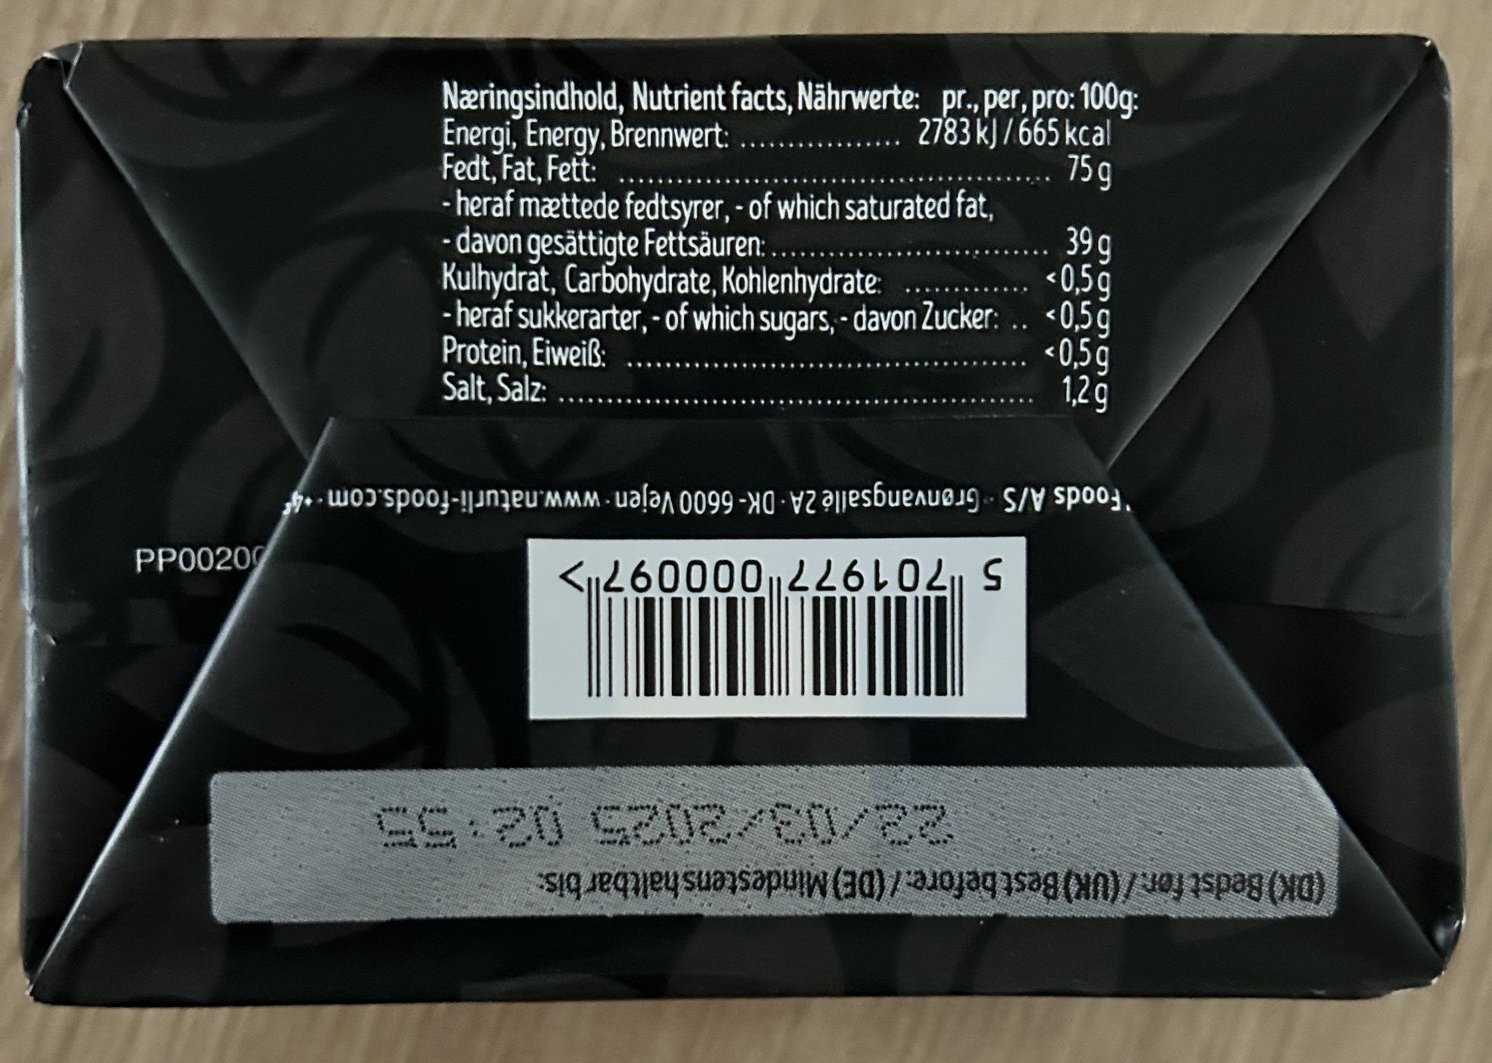 Næringsindhold, Nutrient facts, Nährwerte: pr., per, pro: 100g:
Energi, Energy, Brennwert: ................ 2783 kJ / 665 kcal
Fedt, Fat, Fett: ........................................... 75 g
- heraf mættede fedtsyrer, - of which saturated fat,
- davon gesättigte Fettsäuren: ............................ 39 g
Kulhydrat, Carbohydrate, Kohlenhydrate: ............. <0,5 g
- heraf sukkerarter, - of which sugars, - davon Zucker: .. <0,5 g
Protein, Eiweiß: ........................................ <0,5 g
Salt, Salz: ............................................... 1,2 g
Foods A/S · Grønvangsallé 2A · DK-6600 Vejen · www.naturli-foods.com · +4
PP0020
5 701977 000097 >
22/03/2025 02:55
(DK) Bedst før: / (UK) Best before: / (DE) Mindestens haltbar bis: